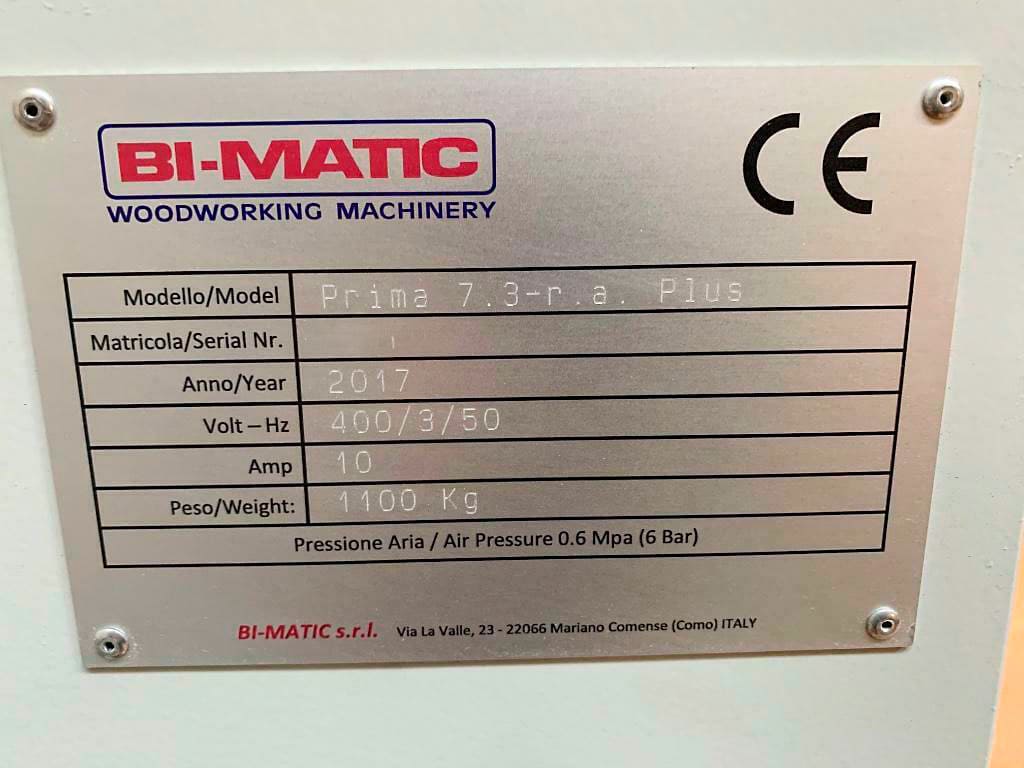 BI-MATIC
WOODWORKING MACHINERY
CE
Modello/Model Prima 7.3-r.a. Plus
Matricola/Serial Nr.
Anno/Year 2017
Volt – Hz 400/3/50
Amp 10
Peso/Weight: 1100 Kg
Pressione Aria / Air Pressure 0.6 Mpa (6 Bar)
BI-MATIC s.r.l. Via La Valle, 23 - 22066 Mariano Comense (Como) ITALY